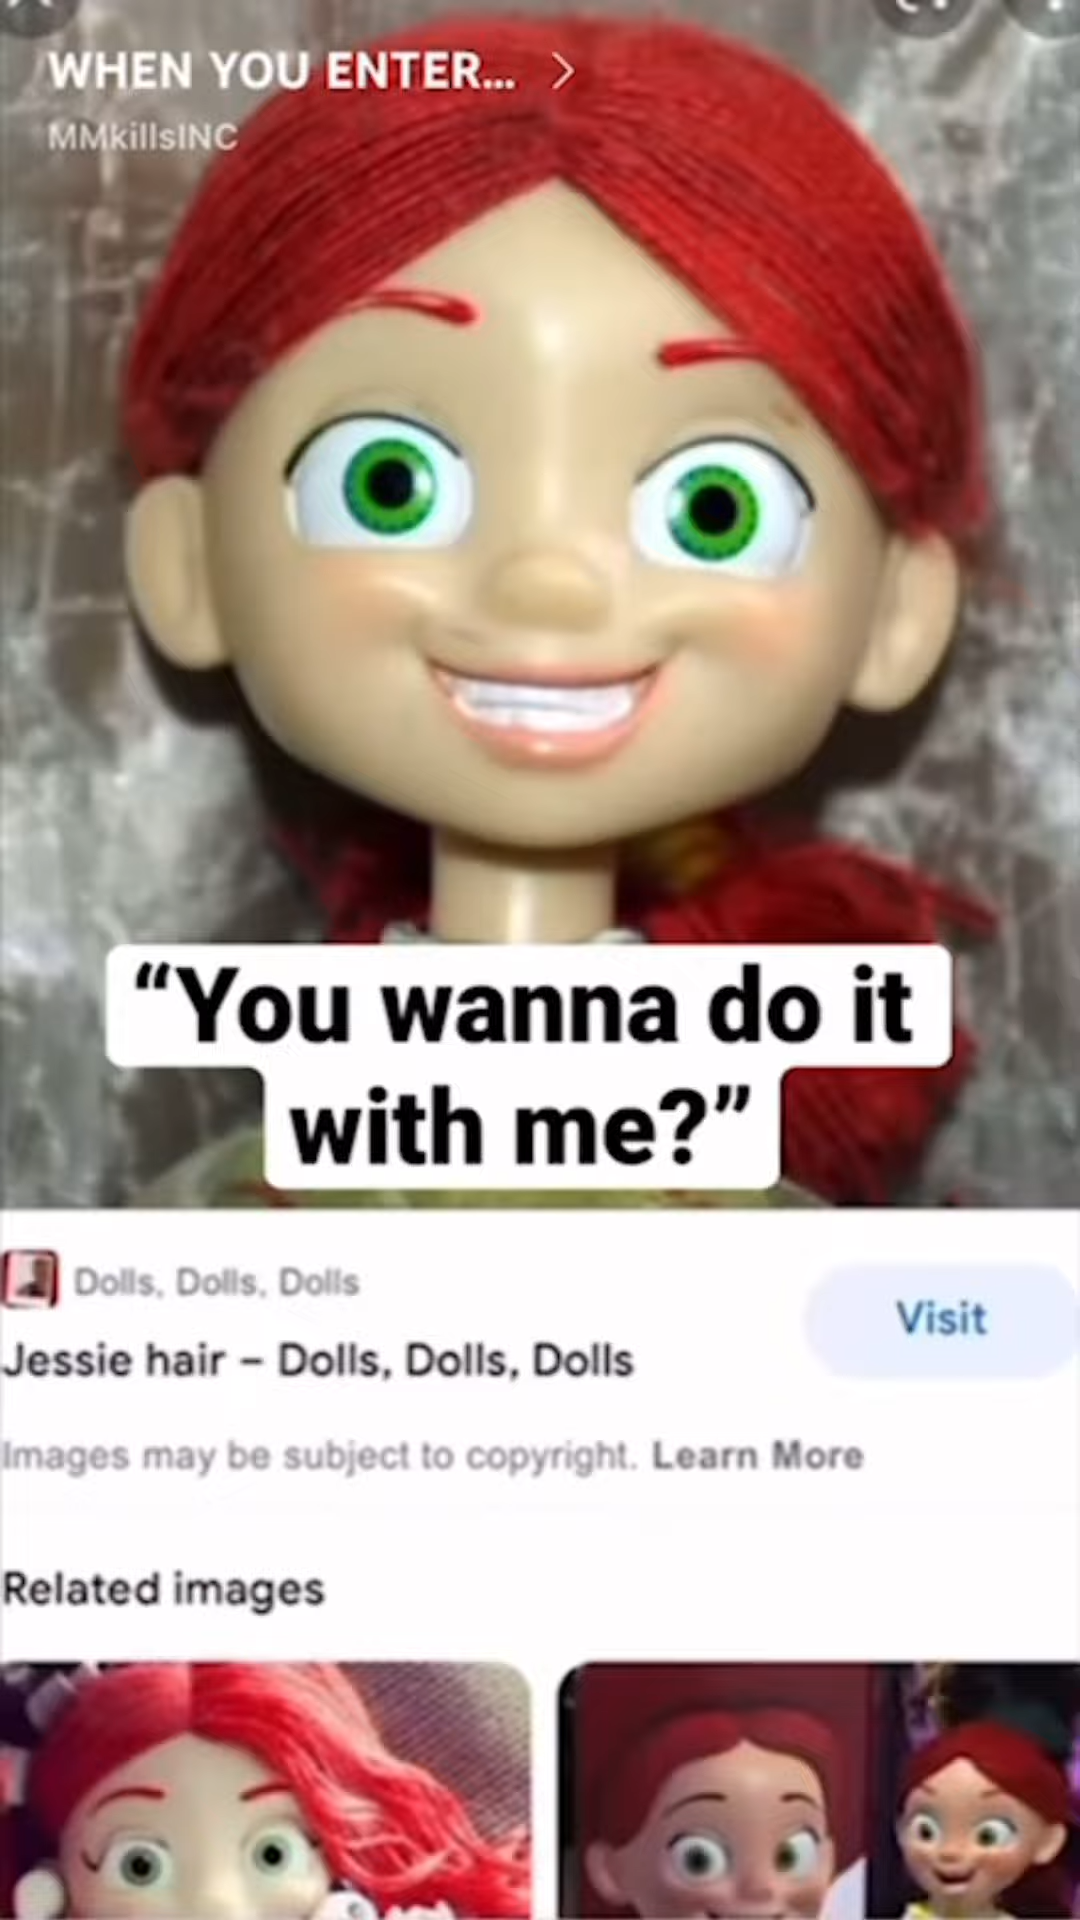 WHEN YOU ENTER...
MMkillsINC
“You wanna do it
with me?”
Dolls, Dolls, Dolls
Visit
Jessie hair – Dolls, Dolls, Dolls
Images may be subject to copyright. Learn More
Related images